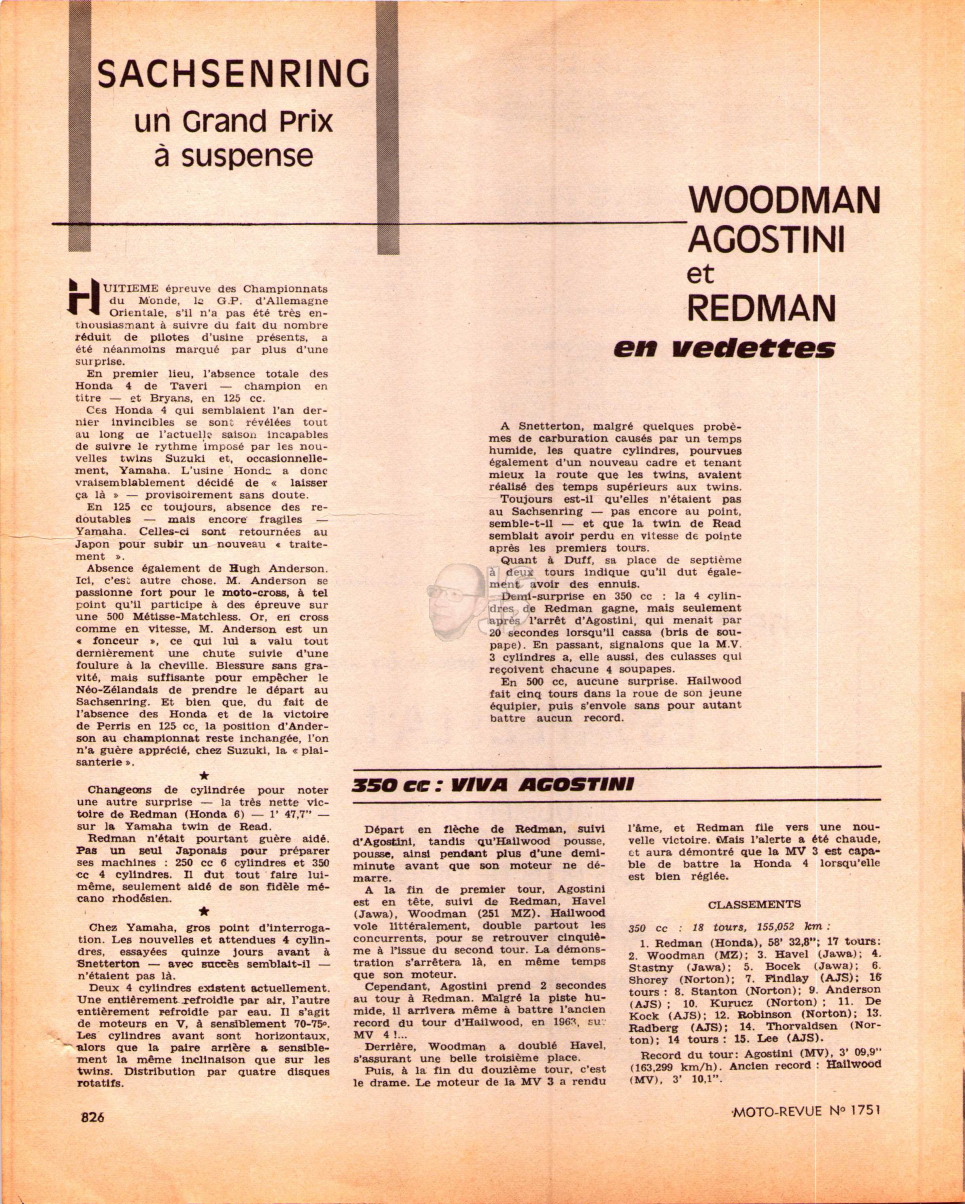 SACHSENRING
un Grand Prix
à suspense
WOODMAN
AGOSTINI
et
REDMAN
en vedettes
HUITIEME épreuve des Championnats
du Monde, le G.P. d'Allemagne
Orientale, s'il n'a pas été très en-
thousiasmant à suivre du fait du nombre
réduit de pilotes d'usine présents, a
été néanmoins marqué par plus d'une
surprise.
En premier lieu, l'absence totale des
Honda 4 de Taveri — champion en
titre — et Bryans, en 125 cc.
Ces Honda 4 qui semblaient l'an der-
nier invincibles se sont révélées tout
au long de l'actuelle saison incapables
de suivre le rythme imposé par les nou-
velles twins Suzuki et, occasionnelle-
ment, Yamaha. L'usine Honda a donc
vraisemblablement décidé de « laisser
ça là » — provisoirement sans doute.
En 125 cc toujours, absence des re-
doutables — mais encore fragiles —
Yamaha. Celles-ci sont retournées au
Japon pour subir un nouveau « traite-
ment ».
Absence également de Hugh Anderson.
Ici, c'est autre chose. M. Anderson se
passionne fort pour le moto-cross, à tel
point qu'il participe à des épreuve sur
une 500 Métisse-Matchless. Or, en cross
comme en vitesse, M. Anderson est un
« fonceur », ce qui lui a valu tout
dernièrement une chute suivie d'une
foulure à la cheville. Blessure sans gra-
vité, mais suffisante pour empêcher le
Néo-Zélandais de prendre le départ au
Sachsenring. Et bien que, du fait de
l'absence des Honda et de la victoire
de Perris en 125 cc, la position d'Ander-
son au championnat reste inchangée, l'on
n'a guère apprécié, chez Suzuki, la « plai-
santerie ».
★
Changeons de cylindrée pour noter
une autre surprise — la très nette vic-
toire de Redman (Honda 6) — 1' 47,7" —
sur la Yamaha twin de Read.
Redman n'était pourtant guère aidé.
Pas un seul Japonais pour préparer
ses machines : 250 cc 6 cylindres et 350
cc 4 cylindres. Il dut tout faire lui-
même, seulement aidé de son fidèle mé-
cano rhodésien.
★
Chez Yamaha, gros point d'interroga-
tion. Les nouvelles et attendues 4 cylin-
dres, essayées quinze jours avant à
Snetterton — avec succès semblait-il —
n'étaient pas là.
Deux 4 cylindres existent actuellement.
Une entièrement refroidie par air, l'autre
entièrement refroidie par eau. Il s'agit
de moteurs en V, à sensiblement 70-75°.
Les cylindres avant sont horizontaux,
alors que la paire arrière a sensible-
ment la même inclinaison que sur les
twins. Distribution par quatre disques
rotatifs.
A Snetterton, malgré quelques probè-
mes de carburation causés par un temps
humide, les quatre cylindres, pourvues
également d'un nouveau cadre et tenant
mieux la route que les twins, avaient
réalisé des temps supérieurs aux twins.
Toujours est-il qu'elles n'étaient pas
au Sachsenring — pas encore au point,
semble-t-il — et que la twin de Read
semblait avoir perdu en vitesse de pointe
après les premiers tours.
Quant à Duff, sa place de septième
à deux tours indique qu'il dut égale-
ment avoir des ennuis.
Demi-surprise en 350 cc : la 4 cylin-
dres de Redman gagne, mais seulement
après l'arrêt d'Agostini, qui menait par
20 secondes lorsqu'il cassa (bris de sou-
pape). En passant, signalons que la M.V.
3 cylindres a, elle aussi, des culasses qui
reçoivent chacune 4 soupapes.
En 500 cc, aucune surprise. Hailwood
fait cinq tours dans la roue de son jeune
équipier, puis s'envole sans pour autant
battre aucun record.
350 cc : VIVA AGOSTINI
Départ en flèche de Redman, suivi
d'Agostini, tandis qu'Hailwood pousse,
pousse, ainsi pendant plus d'une demi-
minute avant que son moteur ne dé-
marre.
A la fin de premier tour, Agostini
est en tête, suivi de Redman, Havel
(Jawa), Woodman (251 MZ). Hailwood
vole littéralement, double partout les
concurrents, pour se retrouver cinquiè-
me à l'issue du second tour. La démons-
tration s'arrêtera là, en même temps
que son moteur.
Cependant, Agostini prend 2 secondes
au tour à Redman. Malgré la piste hu-
mide, il arrivera même à battre l'ancien
record du tour d'Hailwood, en 1963, sur
MV 4 !...
Derrière, Woodman a doublé Havel,
s'assurant une belle troisième place.
Puis, à la fin du douzième tour, c'est
le drame. Le moteur de la MV 3 a rendu
l'âme, et Redman file vers une nou-
velle victoire. Mais l'alerte a été chaude,
et aura démontré que la MV 3 est capa-
ble de battre la Honda 4 lorsqu'elle
est bien réglée.
CLASSEMENTS
350 cc : 18 tours, 155,052 km :
1. Redman (Honda), 58' 32,8"; 17 tours:
2. Woodman (MZ); 3. Havel (Jawa); 4.
Stastny (Jawa); 5. Bocek (Jawa); 6.
Shorey (Norton); 7. Findlay (AJS); 16
tours : 8. Stanton (Norton); 9. Anderson
(AJS) ; 10. Kurucz (Norton) ; 11. De
Kock (AJS); 12. Robinson (Norton); 13.
Radberg (AJS); 14. Thorvaldsen (Nor-
ton); 14 tours : 15. Lee (AJS).
Record du tour: Agostini (MV), 3' 09,9"
(163,299 km/h). Ancien record : Hailwood
(MV), 3' 10,1".
826
MOTO-REVUE Nº 1751